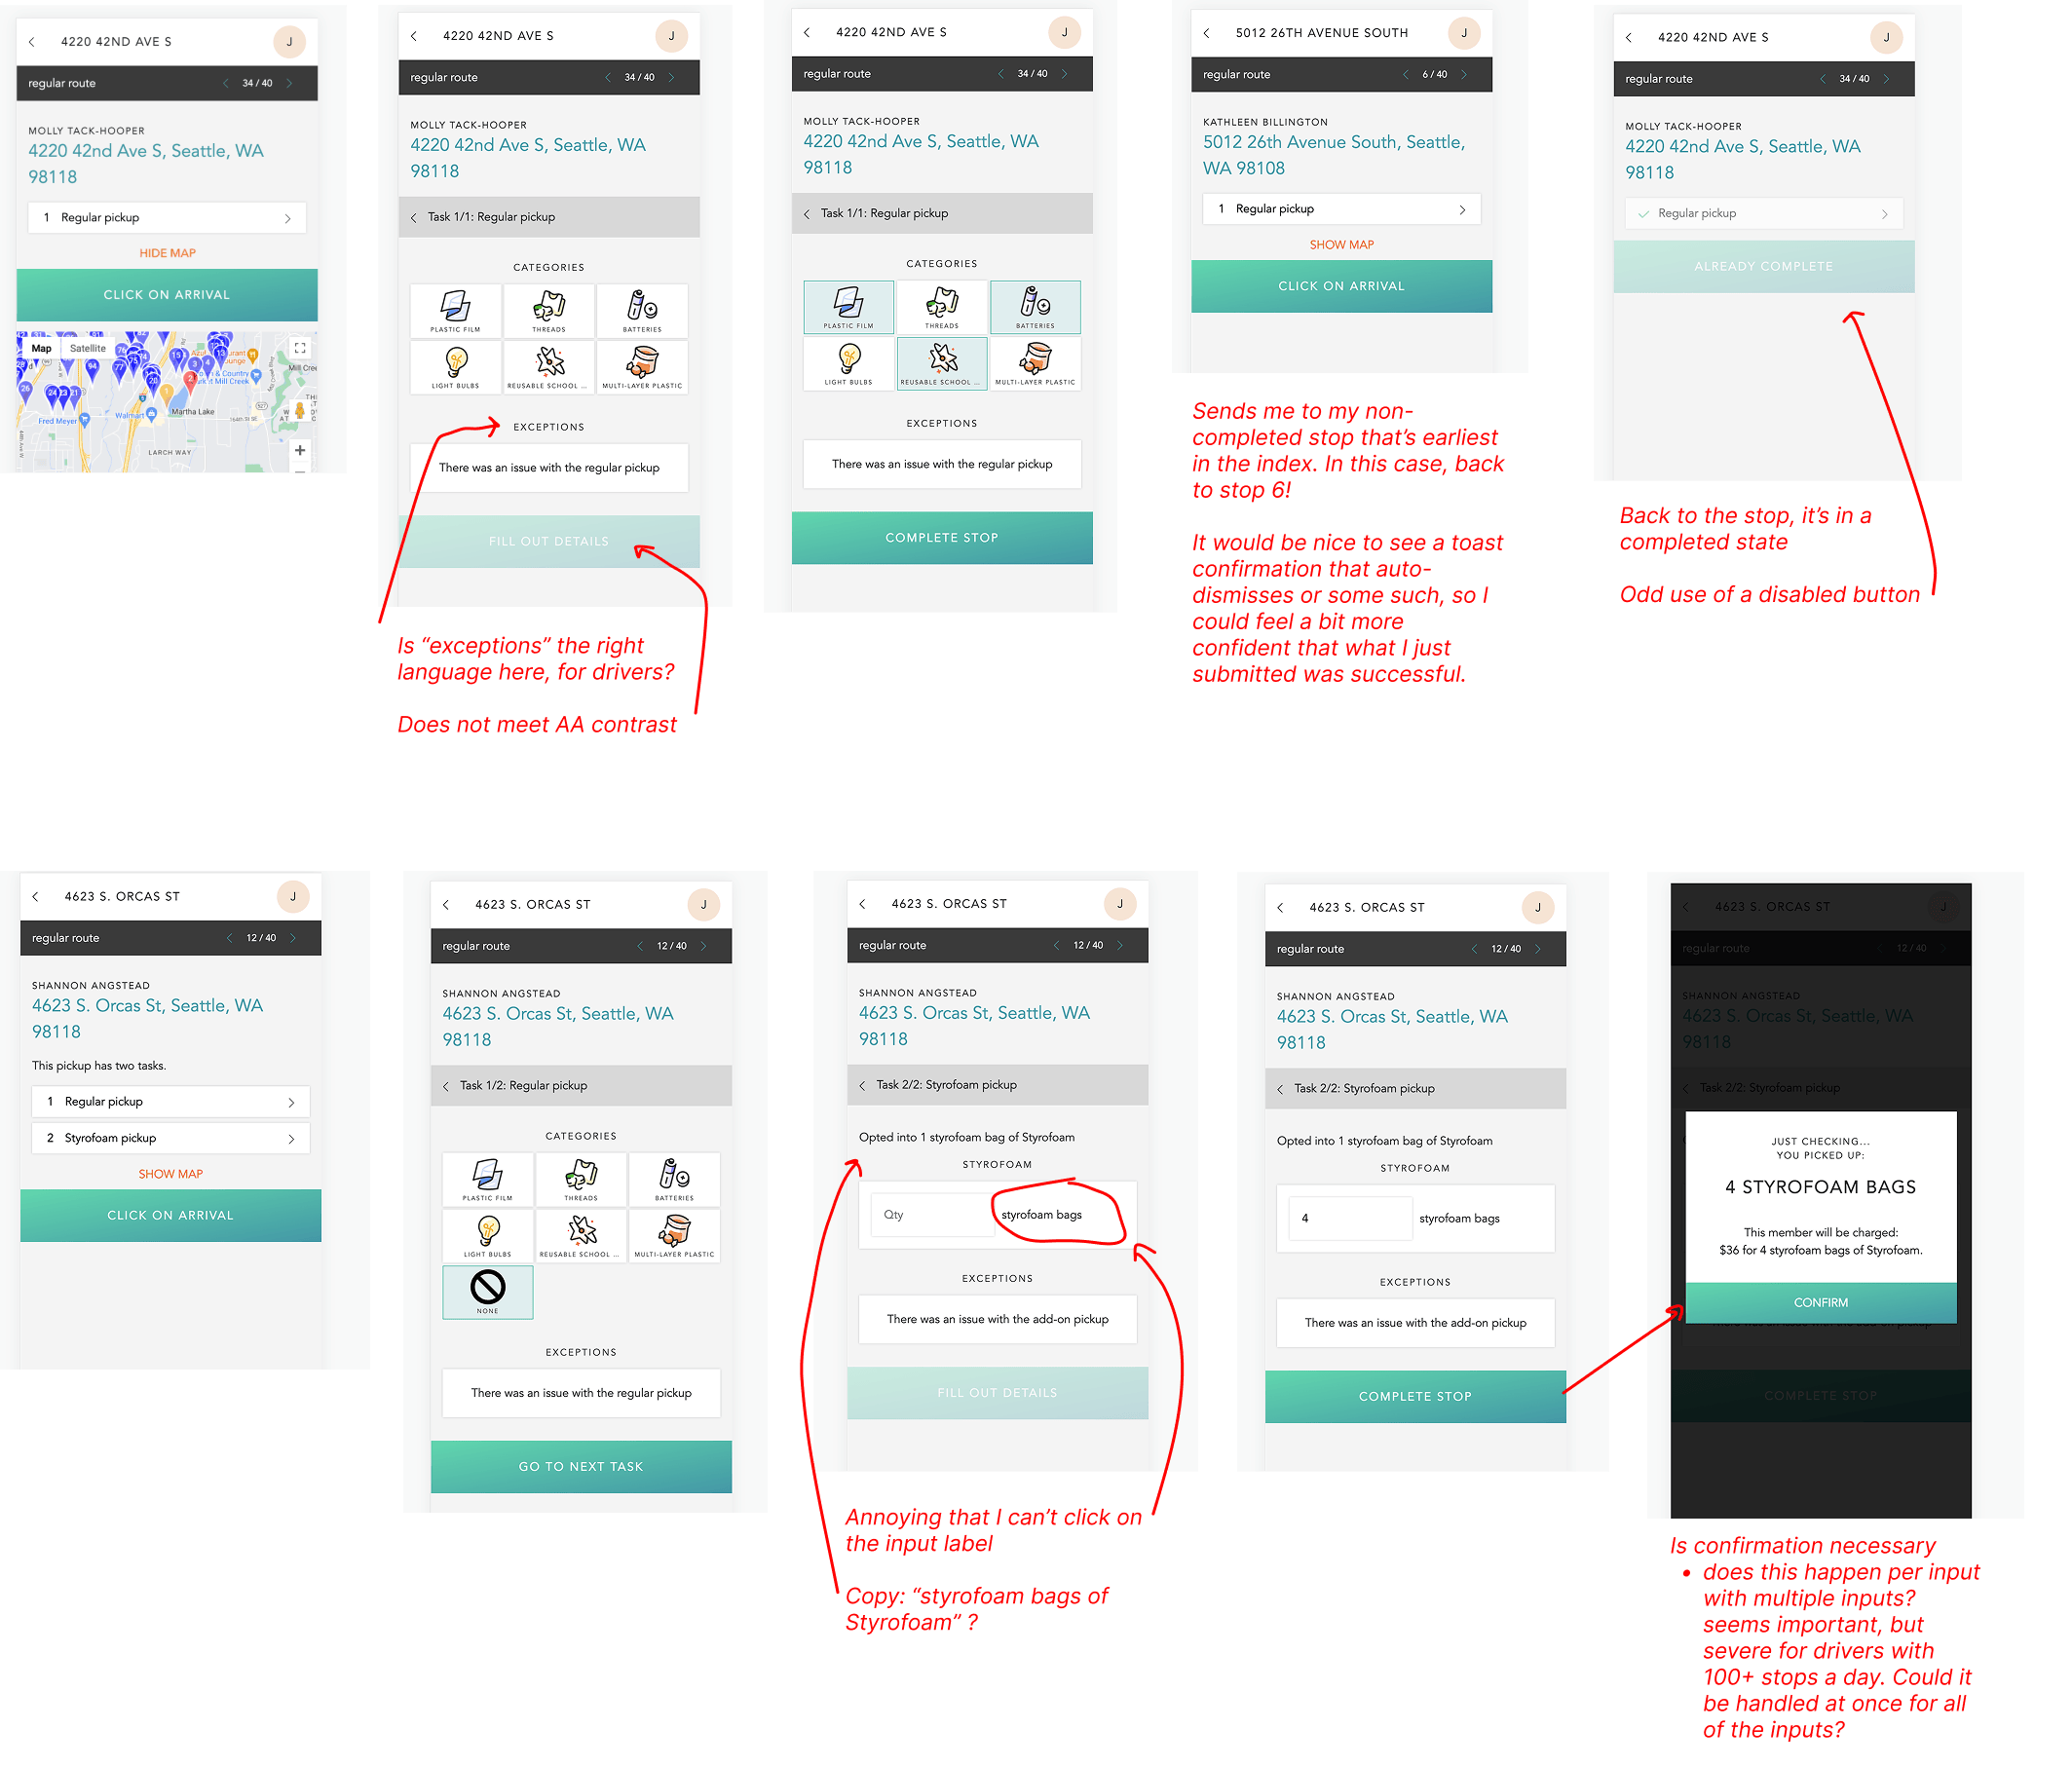 4220 42ND AVE S
J
regular route
34 / 40
MOLLY TACK-HOOPER
4220 42nd Ave S, Seattle, WA
98118
1 Regular pickup
HIDE MAP
CLICK ON ARRIVAL
Map
Satellite
Fred Meyer
Walmart
Martha Lake
LARCH WAY
4220 42ND AVE S
J
regular route
34 / 40
MOLLY TACK-HOOPER
4220 42nd Ave S, Seattle, WA
98118
Task 1/1: Regular pickup
CATEGORIES
PLASTIC FILM
THREADS
BATTERIES
LIGHT BULBS
REUSABLE SCHOOL ...
MULTI-LAYER PLASTIC
EXCEPTIONS
There was an issue with the regular pickup
FILL OUT DETAILS
Is “exceptions” the right
language here, for drivers?
Does not meet AA contrast
4220 42ND AVE S
J
regular route
34 / 40
MOLLY TACK-HOOPER
4220 42nd Ave S, Seattle, WA
98118
Task 1/1: Regular pickup
CATEGORIES
PLASTIC FILM
THREADS
BATTERIES
LIGHT BULBS
REUSABLE SCHOOL ...
MULTI-LAYER PLASTIC
EXCEPTIONS
There was an issue with the regular pickup
COMPLETE STOP
5012 26TH AVENUE SOUTH
J
regular route
6 / 40
KATHLEEN BILLINGTON
5012 26th Avenue South, Seattle,
WA 98108
1 Regular pickup
SHOW MAP
CLICK ON ARRIVAL
Sends me to my non-
completed stop that’s earliest
in the index. In this case, back
to stop 6!
It would be nice to see a toast
confirmation that auto-
dismisses or some such, so I
could feel a bit more
confident that what I just
submitted was successful.
4220 42ND AVE S
J
regular route
34 / 40
MOLLY TACK-HOOPER
4220 42nd Ave S, Seattle, WA
98118
Regular pickup
ALREADY COMPLETE
Back to the stop, it’s in a
completed state
Odd use of a disabled button
4623 S. ORCAS ST
J
regular route
12 / 40
SHANNON ANGSTEAD
4623 S. Orcas St, Seattle, WA
98118
This pickup has two tasks.
1 Regular pickup
2 Styrofoam pickup
SHOW MAP
CLICK ON ARRIVAL
4623 S. ORCAS ST
J
regular route
12 / 40
SHANNON ANGSTEAD
4623 S. Orcas St, Seattle, WA
98118
Task 1/2: Regular pickup
CATEGORIES
PLASTIC FILM
THREADS
BATTERIES
LIGHT BULBS
REUSABLE SCHOOL ...
MULTI-LAYER PLASTIC
NONE
EXCEPTIONS
There was an issue with the regular pickup
GO TO NEXT TASK
4623 S. ORCAS ST
J
regular route
12 / 40
SHANNON ANGSTEAD
4623 S. Orcas St, Seattle, WA
98118
Task 2/2: Styrofoam pickup
Opted into 1 styrofoam bag of Styrofoam
STYROFOAM
Qty
styrofoam bags
EXCEPTIONS
There was an issue with the add-on pickup
FILL OUT DETAILS
Annoying that I can’t click on
the input label
Copy: “styrofoam bags of
Styrofoam” ?
4623 S. ORCAS ST
J
regular route
12 / 40
SHANNON ANGSTEAD
4623 S. Orcas St, Seattle, WA
98118
Task 2/2: Styrofoam pickup
Opted into 1 styrofoam bag of Styrofoam
STYROFOAM
4 styrofoam bags
EXCEPTIONS
There was an issue with the add-on pickup
COMPLETE STOP
4623 S. ORCAS ST
J
regular route
12 / 40
SHANNON ANGSTEAD
4623 S. Orcas St, Seattle, WA
98118
Task 2/2: Styrofoam pickup
JUST CHECKING...
YOU PICKED UP:
4 STYROFOAM BAGS
This member will be charged:
$36 for 4 styrofoam bags of Styrofoam.
CONFIRM
There was an issue with the add-on pickup
COMPLETE STOP
Is confirmation necessary
• does this happen per input
with multiple inputs?
seems important, but
severe for drivers with
100+ stops a day. Could it
be handled at once for all
of the inputs?